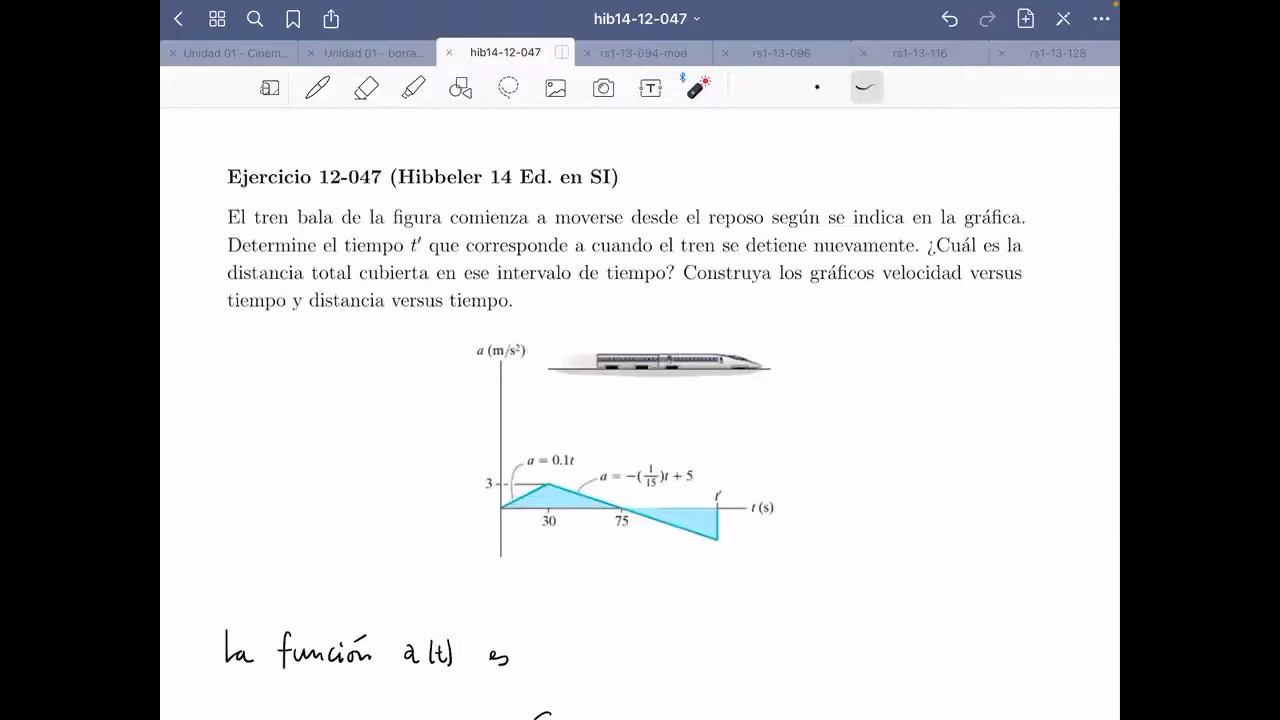 hib14-12-047
Unidad 01 - Cinem...
Unidad 01 - borra...
hib14-12-047
rs1-13-094-mod
rs1-13-096
rs1-13-116
rs1-13-128
Ejercicio 12-047 (Hibbeler 14 Ed. en SI)
El tren bala de la figura comienza a moverse desde el reposo según se indica en la gráfica.
Determine el tiempo t′ que corresponde a cuando el tren se detiene nuevamente. ¿Cuál es la
distancia total cubierta en ese intervalo de tiempo? Construya los gráficos velocidad versus
tiempo y distancia versus tiempo.
a (m/s²)
a = 0.1t
a = −(1/15)t + 5
3
t′
t (s)
30
75
La función a(t) es